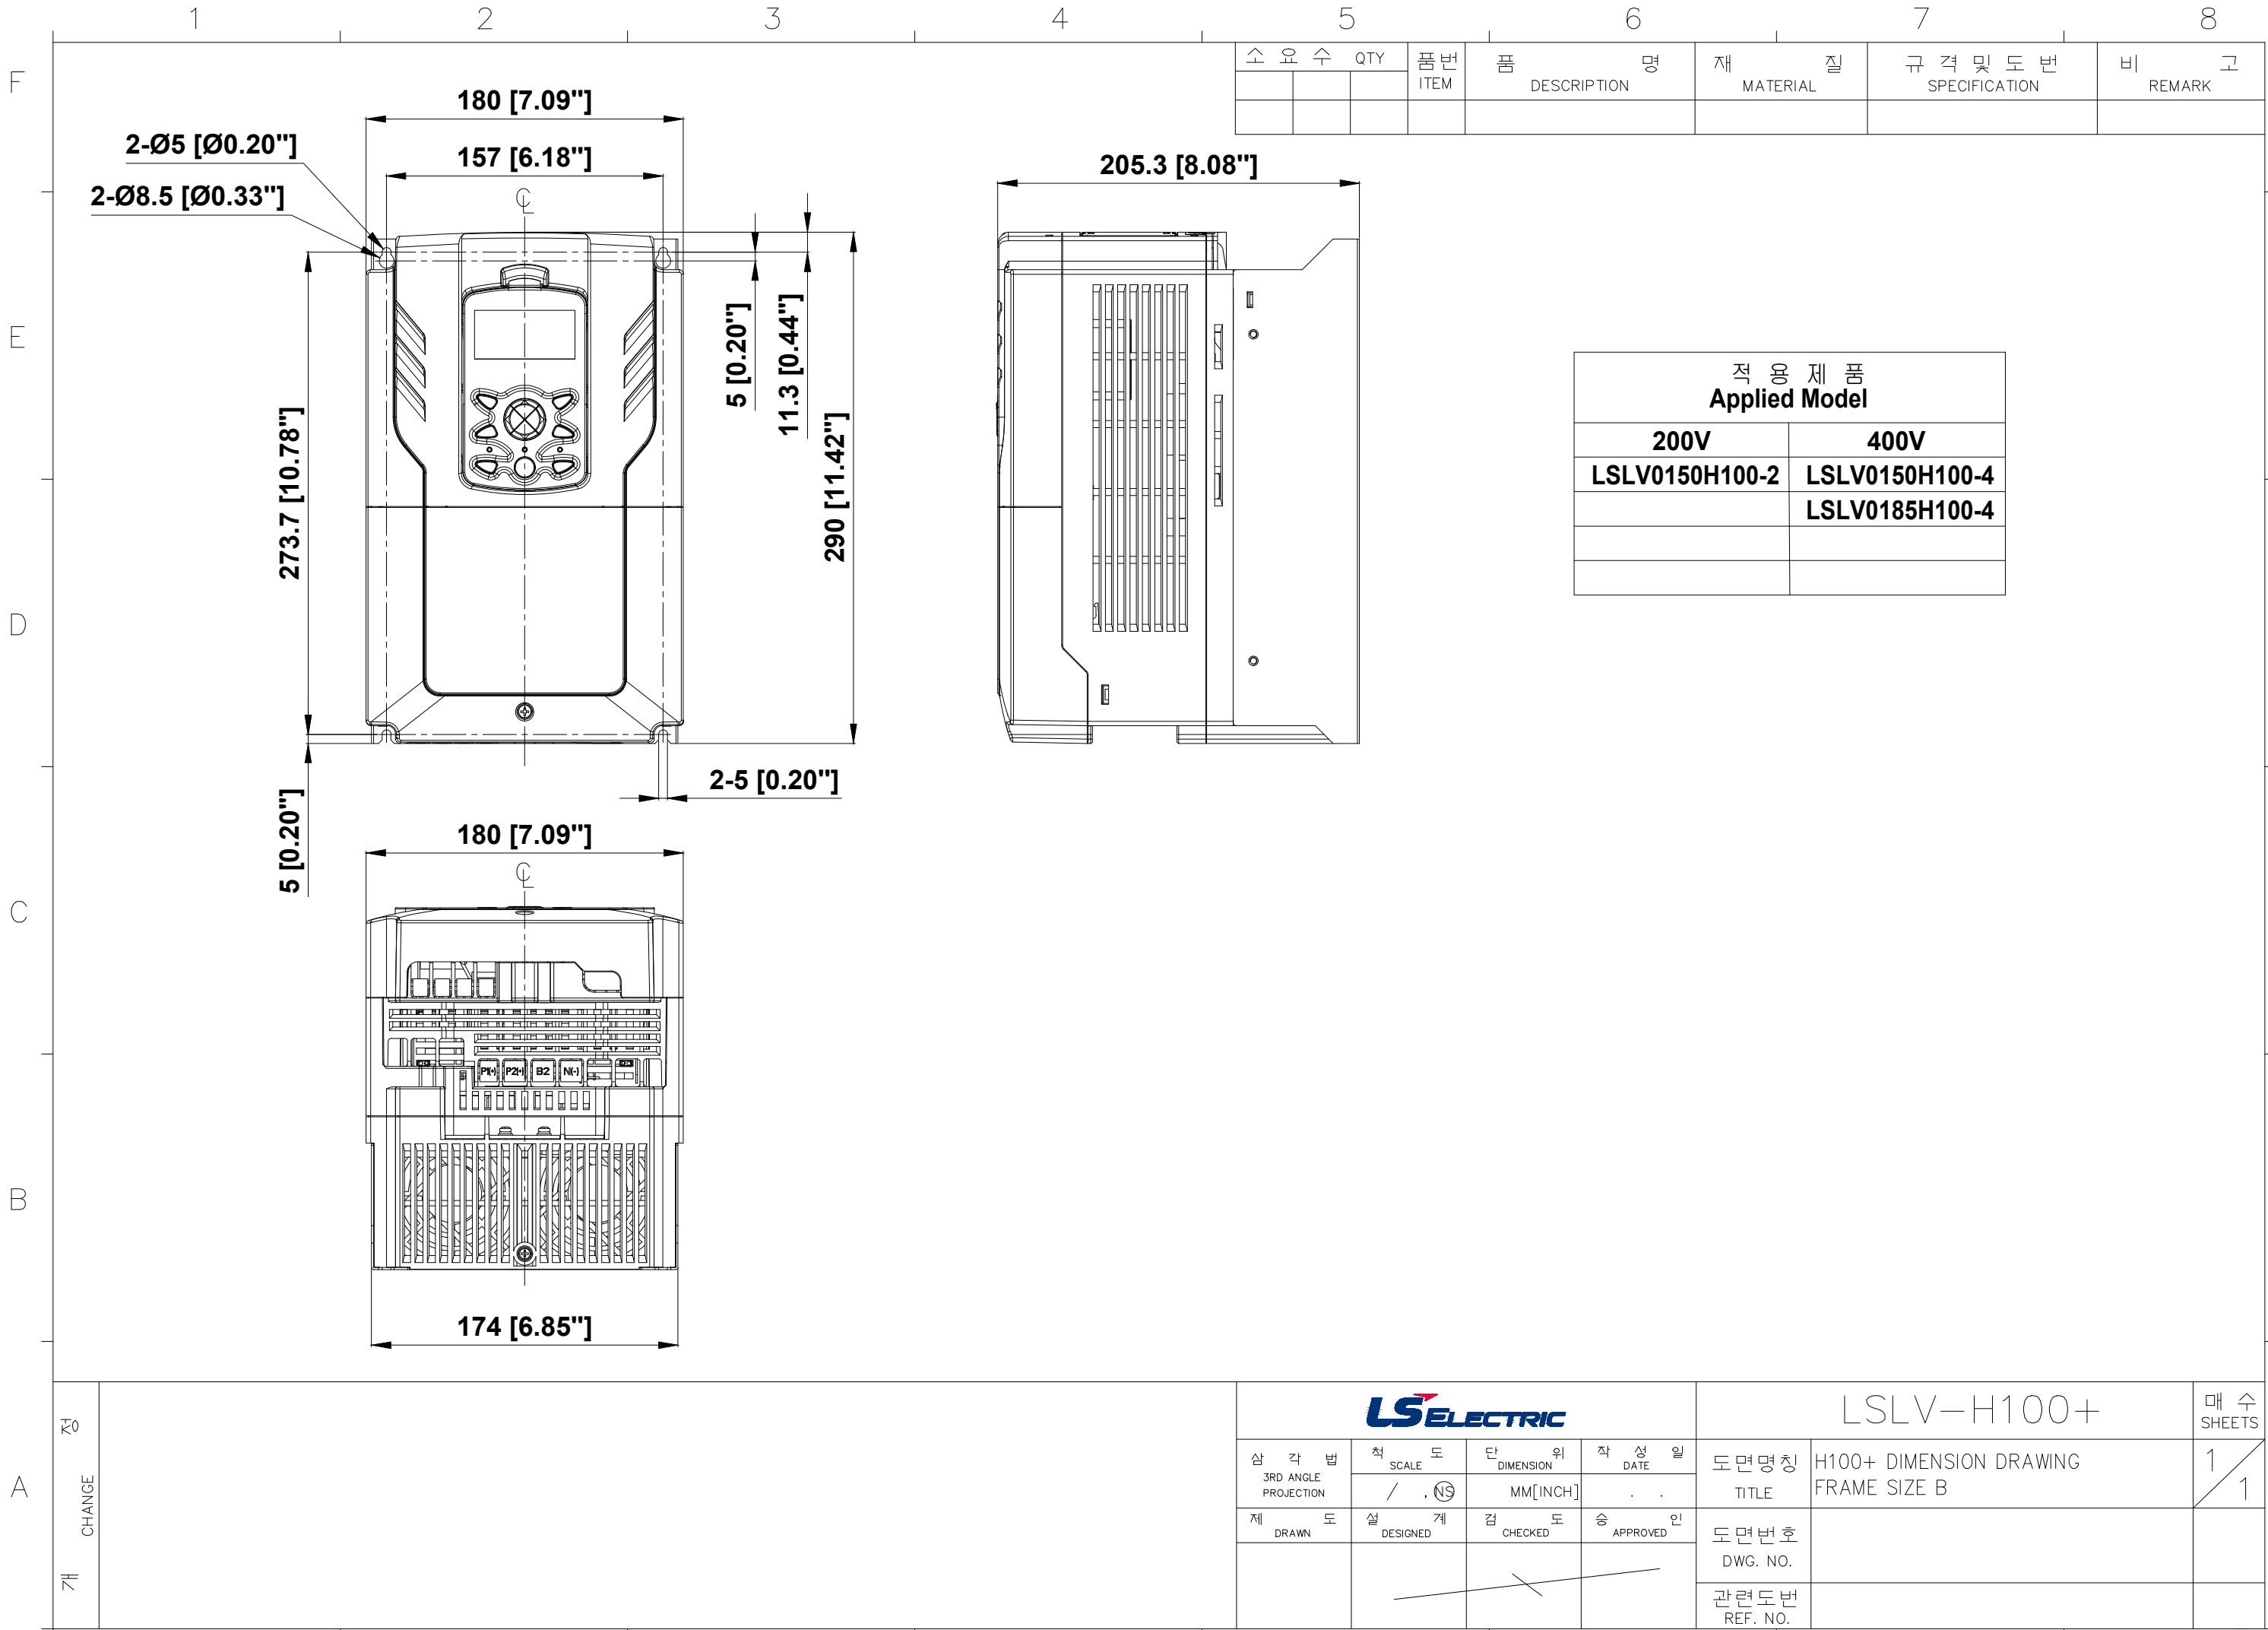 1 2 3 4 5 6 7 8
F
E
D
C
B
A
소 요 수 QTY
품번
ITEM
품 명
DESCRIPTION
재 질
MATERIAL
규 격 및 도 번
SPECIFICATION
비 고
REMARK
180 [7.09"]
2-Ø5 [Ø0.20"]
157 [6.18"]
2-Ø8.5 [Ø0.33"]
205.3 [8.08"]
5 [0.20"]
11.3 [0.44"]
273.7 [10.78"]
290 [11.42"]
2-5 [0.20"]
5 [0.20"]
적 용 제 품
Applied Model
200V 400V
LSLV0150H100-2 LSLV0150H100-4
LSLV0185H100-4
180 [7.09"]
P1(+) P2(+) B2 N(-)
174 [6.85"]
정
CHANGE
개
LS ELECTRIC
LSLV-H100+
매 수
SHEETS
1/1
삼 각 법
3RD ANGLE
PROJECTION
척 도
SCALE
/ , NS
단 위
DIMENSION
MM[INCH]
작 성 일
DATE
. .
도면명칭
TITLE
H100+ DIMENSION DRAWING
FRAME SIZE B
제 도
DRAWN
설 계
DESIGNED
검 도
CHECKED
승 인
APPROVED
도면번호
DWG. NO.
관련도번
REF. NO.